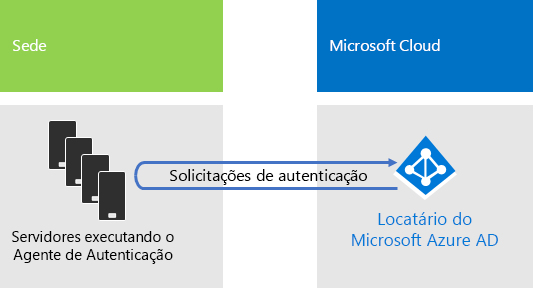 Sede
Microsoft Cloud
Solicitações de autenticação
Servidores executando o
Agente de Autenticação
Locatário do
Microsoft Azure AD